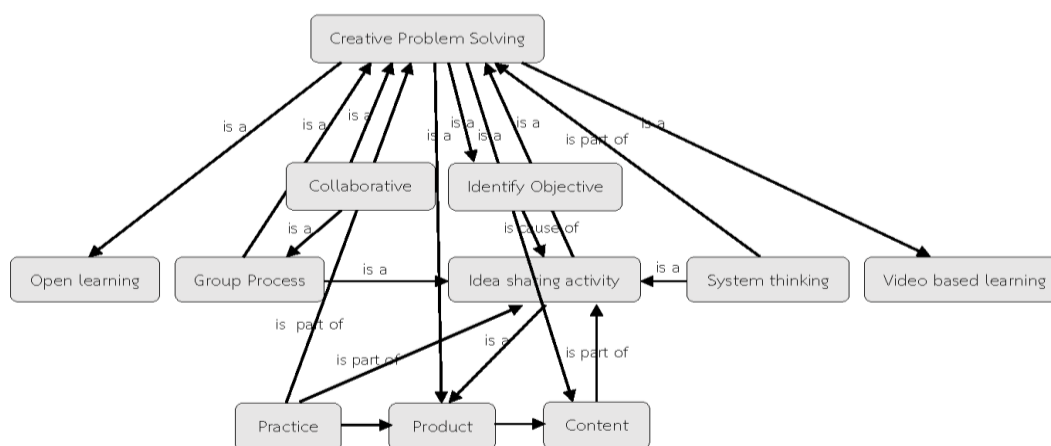 Creative Problem Solving
is a
is a
is a
is a
is a
is a
is a
is a
is part of
Collaborative
Identify Objective
is a
is cause of
Open learning
Group Process
is a
Idea sharing activity
is a
System thinking
Video based learning
is part of
is part of
is a
is part of
Practice
Product
Content